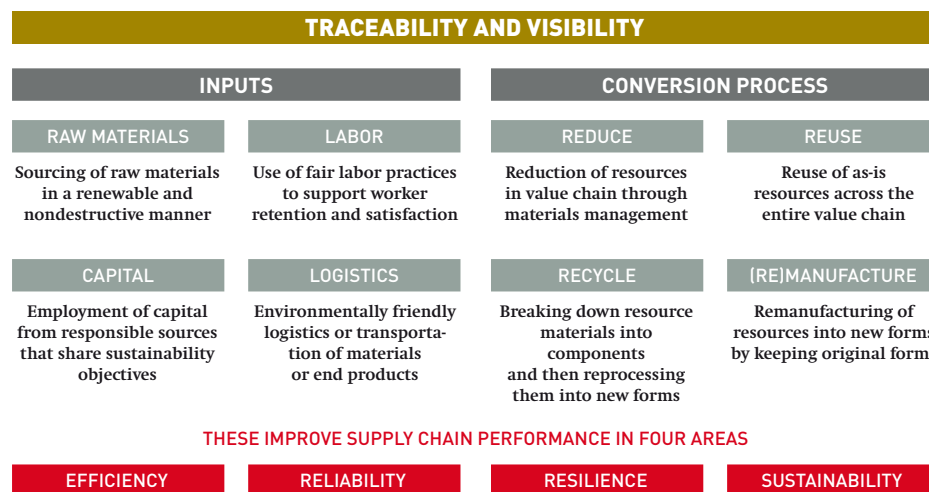 TRACEABILITY AND VISIBILITY
INPUTS
CONVERSION PROCESS
RAW MATERIALS
Sourcing of raw materials
in a renewable and
nondestructive manner
LABOR
Use of fair labor practices
to support worker
retention and satisfaction
REDUCE
Reduction of resources
in value chain through
materials management
REUSE
Reuse of as-is
resources across the
entire value chain
CAPITAL
Employment of capital
from responsible sources
that share sustainability
objectives
LOGISTICS
Environmentally friendly
logistics or transporta-
tion of materials
or end products
RECYCLE
Breaking down resource
materials into
components
and then reprocessing
them into new forms
(RE)MANUFACTURE
Remanufacturing of
resources into new forms
by keeping original form
THESE IMPROVE SUPPLY CHAIN PERFORMANCE IN FOUR AREAS
EFFICIENCY
RELIABILITY
RESILIENCE
SUSTAINABILITY